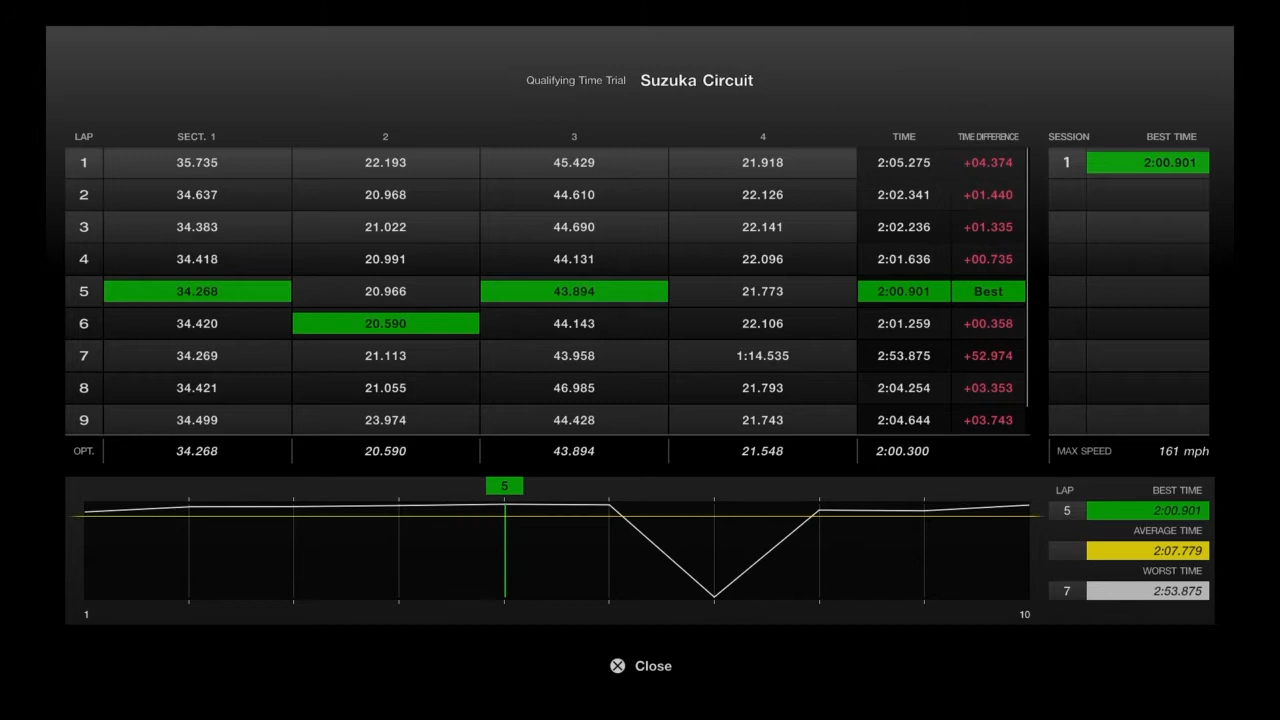 Qualifying Time Trial Suzuka Circuit
LAP SECT. 1 2 3 4 TIME TIME DIFFERENCE SESSION BEST TIME
1 35.735 22.193 45.429 21.918 2:05.275 +04.374 1 2:00.901
2 34.637 20.968 44.610 22.126 2:02.341 +01.440
3 34.383 21.022 44.690 22.141 2:02.236 +01.335
4 34.418 20.991 44.131 22.096 2:01.636 +00.735
5 34.268 20.966 43.894 21.773 2:00.901 Best
6 34.420 20.590 44.143 22.106 2:01.259 +00.358
7 34.269 21.113 43.958 1:14.535 2:53.875 +52.974
8 34.421 21.055 46.985 21.793 2:04.254 +03.353
9 34.499 23.974 44.428 21.743 2:04.644 +03.743
OPT. 34.268 20.590 43.894 21.548 2:00.300 MAX SPEED 161 mph
5
LAP BEST TIME
5 2:00.901
AVERAGE TIME
2:07.779
WORST TIME
7 2:53.875
1 10
Close